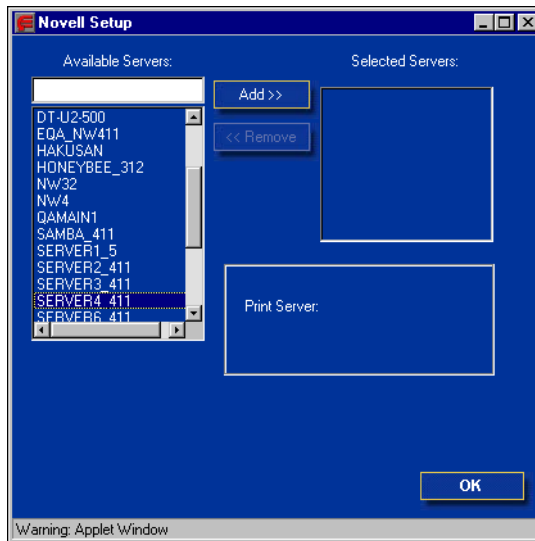 Novell Setup
Available Servers:
Selected Servers:
Add >>
<< Remove
DT-U2-500
EQA_NW411
HAKUSAN
HONEYBEE_312
NW32
NW4
QAMAIN1
SAMBA_411
SERVER1_5
SERVER2_411
SERVER3_411
SERVER4_411
SERVER6_411
Print Server:
OK
Warning: Applet Window